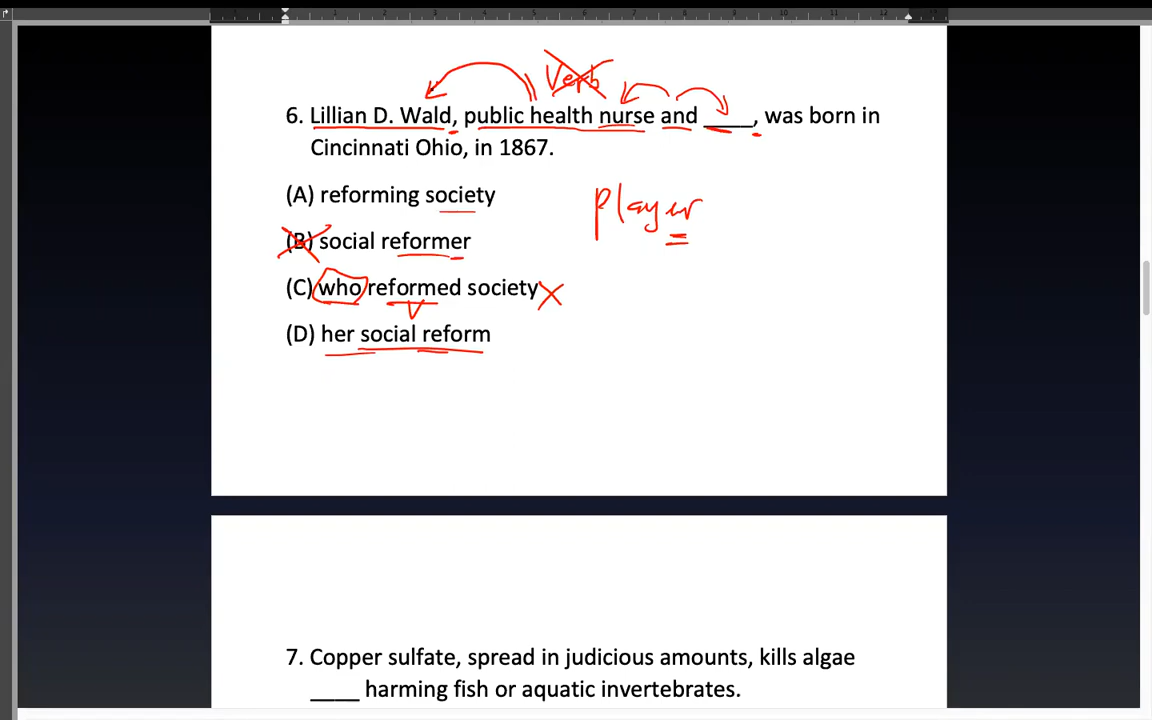 Verb
6. Lillian D. Wald, public health nurse and ____, was born in
Cincinnati Ohio, in 1867.
(A) reforming society
player
(B) social reformer
(C) who reformed society
V
(D) her social reform
7. Copper sulfate, spread in judicious amounts, kills algae
____ harming fish or aquatic invertebrates.